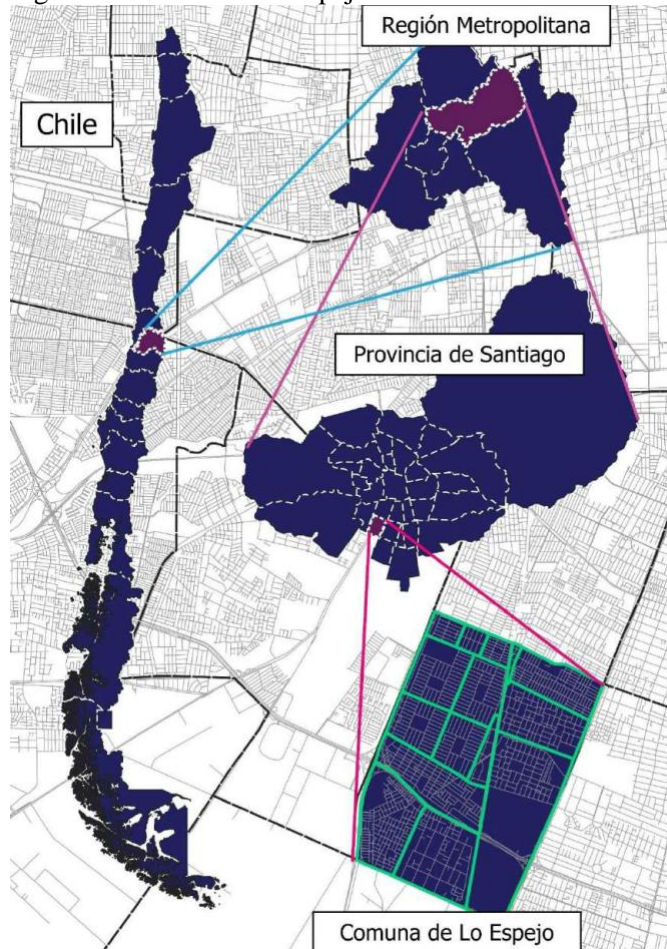 Región Metropolitana
Chile
Provincia de Santiago
Comuna de Lo Espejo